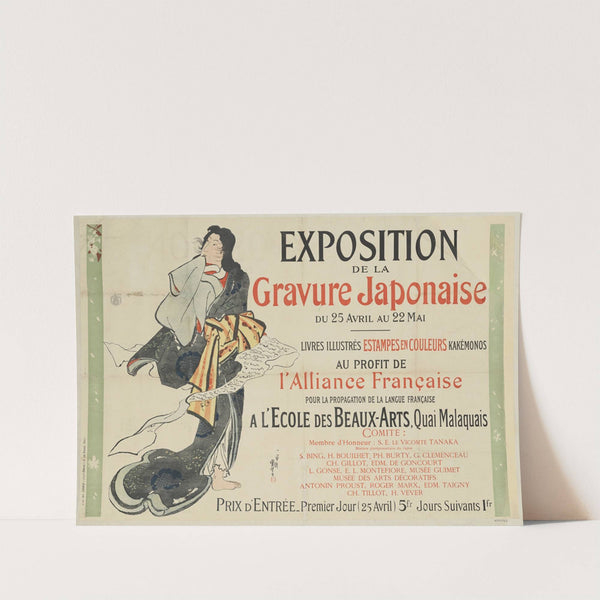 EXPOSITION
DE LA
Gravure Japonaise
DU 25 AVRIL AU 22 MAI
LIVRES ILLUSTRÉS ESTAMPES EN COULEURS KAKÉMONOS
AU PROFIT DE
l'Alliance Française
POUR LA PROPAGATION DE LA LANGUE FRANÇAISE
A L'ECOLE DES BEAUX-ARTS, Quai Malaquais
COMITÉ :
Membre d'Honneur : S. E. LE VICOMTE TANAKA
S. BING, H. BOUILHET, PH. BURTY, G. CLEMENCEAU
CH. GILLOT, EDM. DE GONCOURT
L. GONSE, E. L. MONTEFIORE, MUSÉE GUIMET
MUSÉE DES ARTS DÉCORATIFS
ANTONIN PROUST, ROGER MARX, EDM. TAIGNY
CH. TILLOT, H. VEVER
PRIX D'ENTRÉE_PREMIER JOUR (25 Avril) 5fr JOURS SUIVANTS 1fr